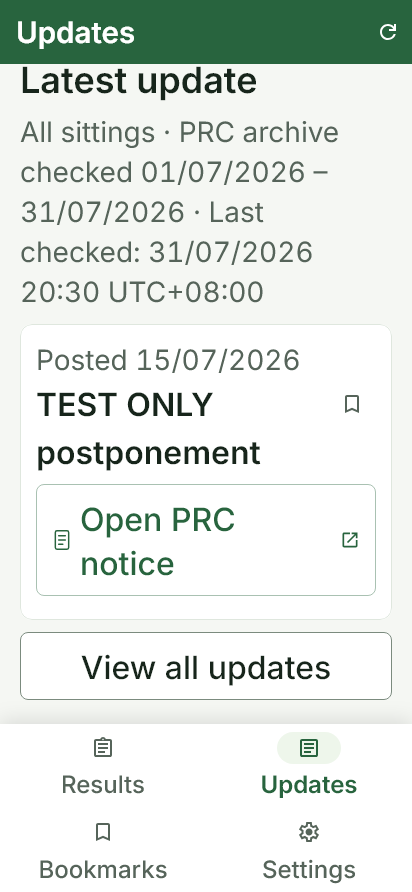 Updates
Latest update
All sittings · PRC archive
checked 01/07/2026 –
31/07/2026 · Last
checked: 31/07/2026
20:30 UTC+08:00
Posted 15/07/2026
TEST ONLY
postponement
Open PRC
notice
View all updates
Results
Updates
Bookmarks
Settings